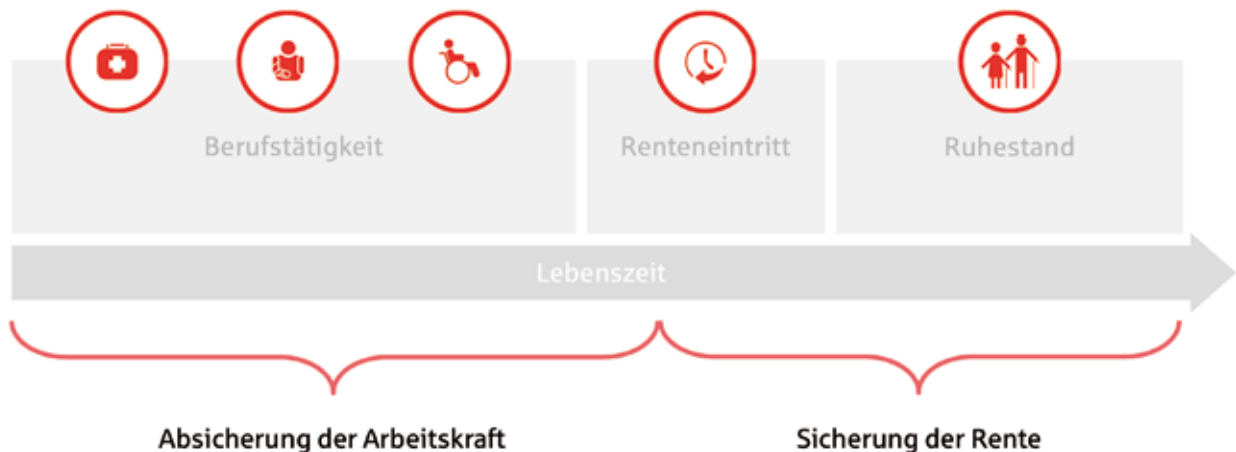 Berufstätigkeit
Renteneintritt
Ruhestand
Lebenszeit
Absicherung der Arbeitskraft
Sicherung der Rente